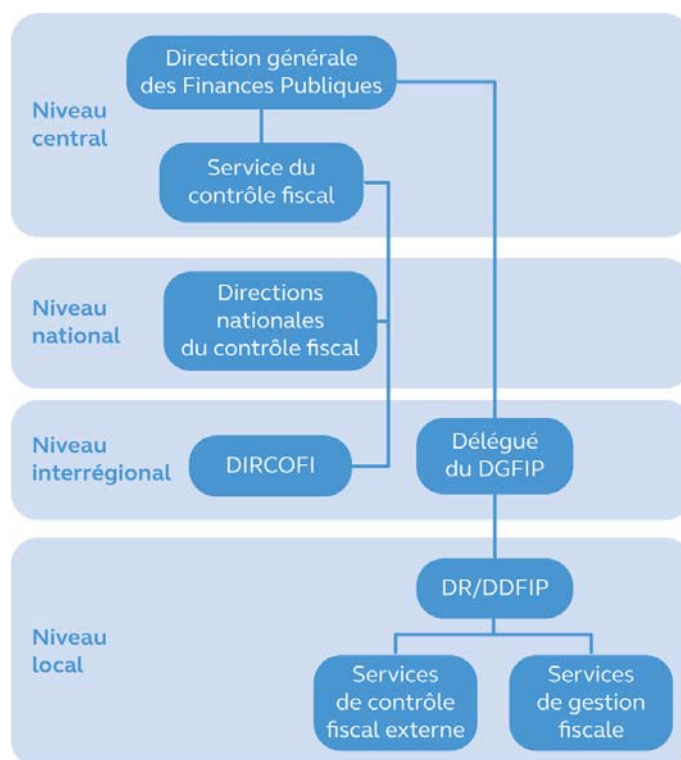 Direction générale
des Finances Publiques
Niveau
central
Service du
contrôle fiscal
Directions
nationales
du contrôle fiscal
Niveau
national
Niveau
interrégional
DIRCOFI
Délégué
du DGFIP
DR/DDFIP
Niveau
local
Services
de contrôle
fiscal externe
Services
de gestion
fiscale